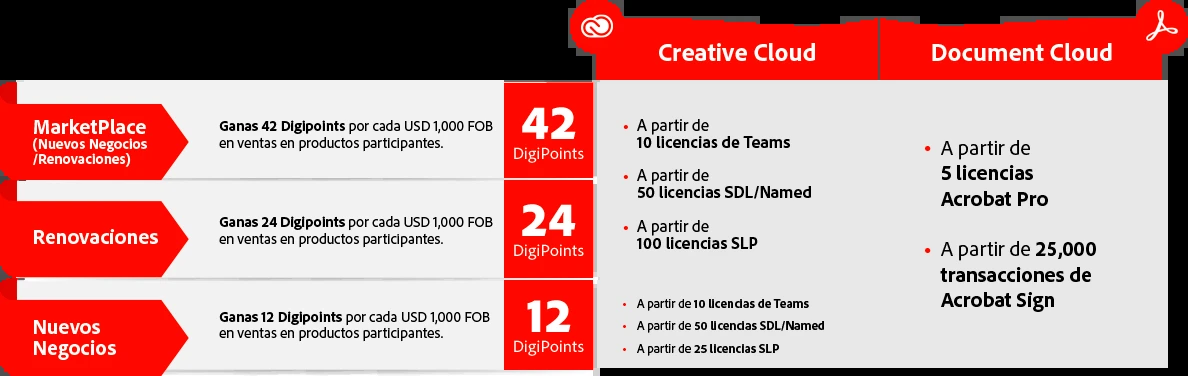 Creative Cloud
Document Cloud
MarketPlace
(Nuevos Negocios
/Renovaciones)
Ganas 42 Digipoints por cada USD 1,000 FOB
en ventas en productos participantes.
42
DigiPoints
Renovaciones
Ganas 24 Digipoints por cada USD 1,000 FOB
en ventas en productos participantes.
24
DigiPoints
Nuevos
Negocios
Ganas 12 Digipoints por cada USD 1,000 FOB
en ventas en productos participantes.
12
DigiPoints
• A partir de
10 licencias de Teams
• A partir de
50 licencias SDL/Named
• A partir de
100 licencias SLP
• A partir de 10 licencias de Teams
• A partir de 50 licencias SDL/Named
• A partir de 25 licencias SLP
• A partir de
5 licencias
Acrobat Pro
• A partir de 25,000
transacciones de
Acrobat Sign